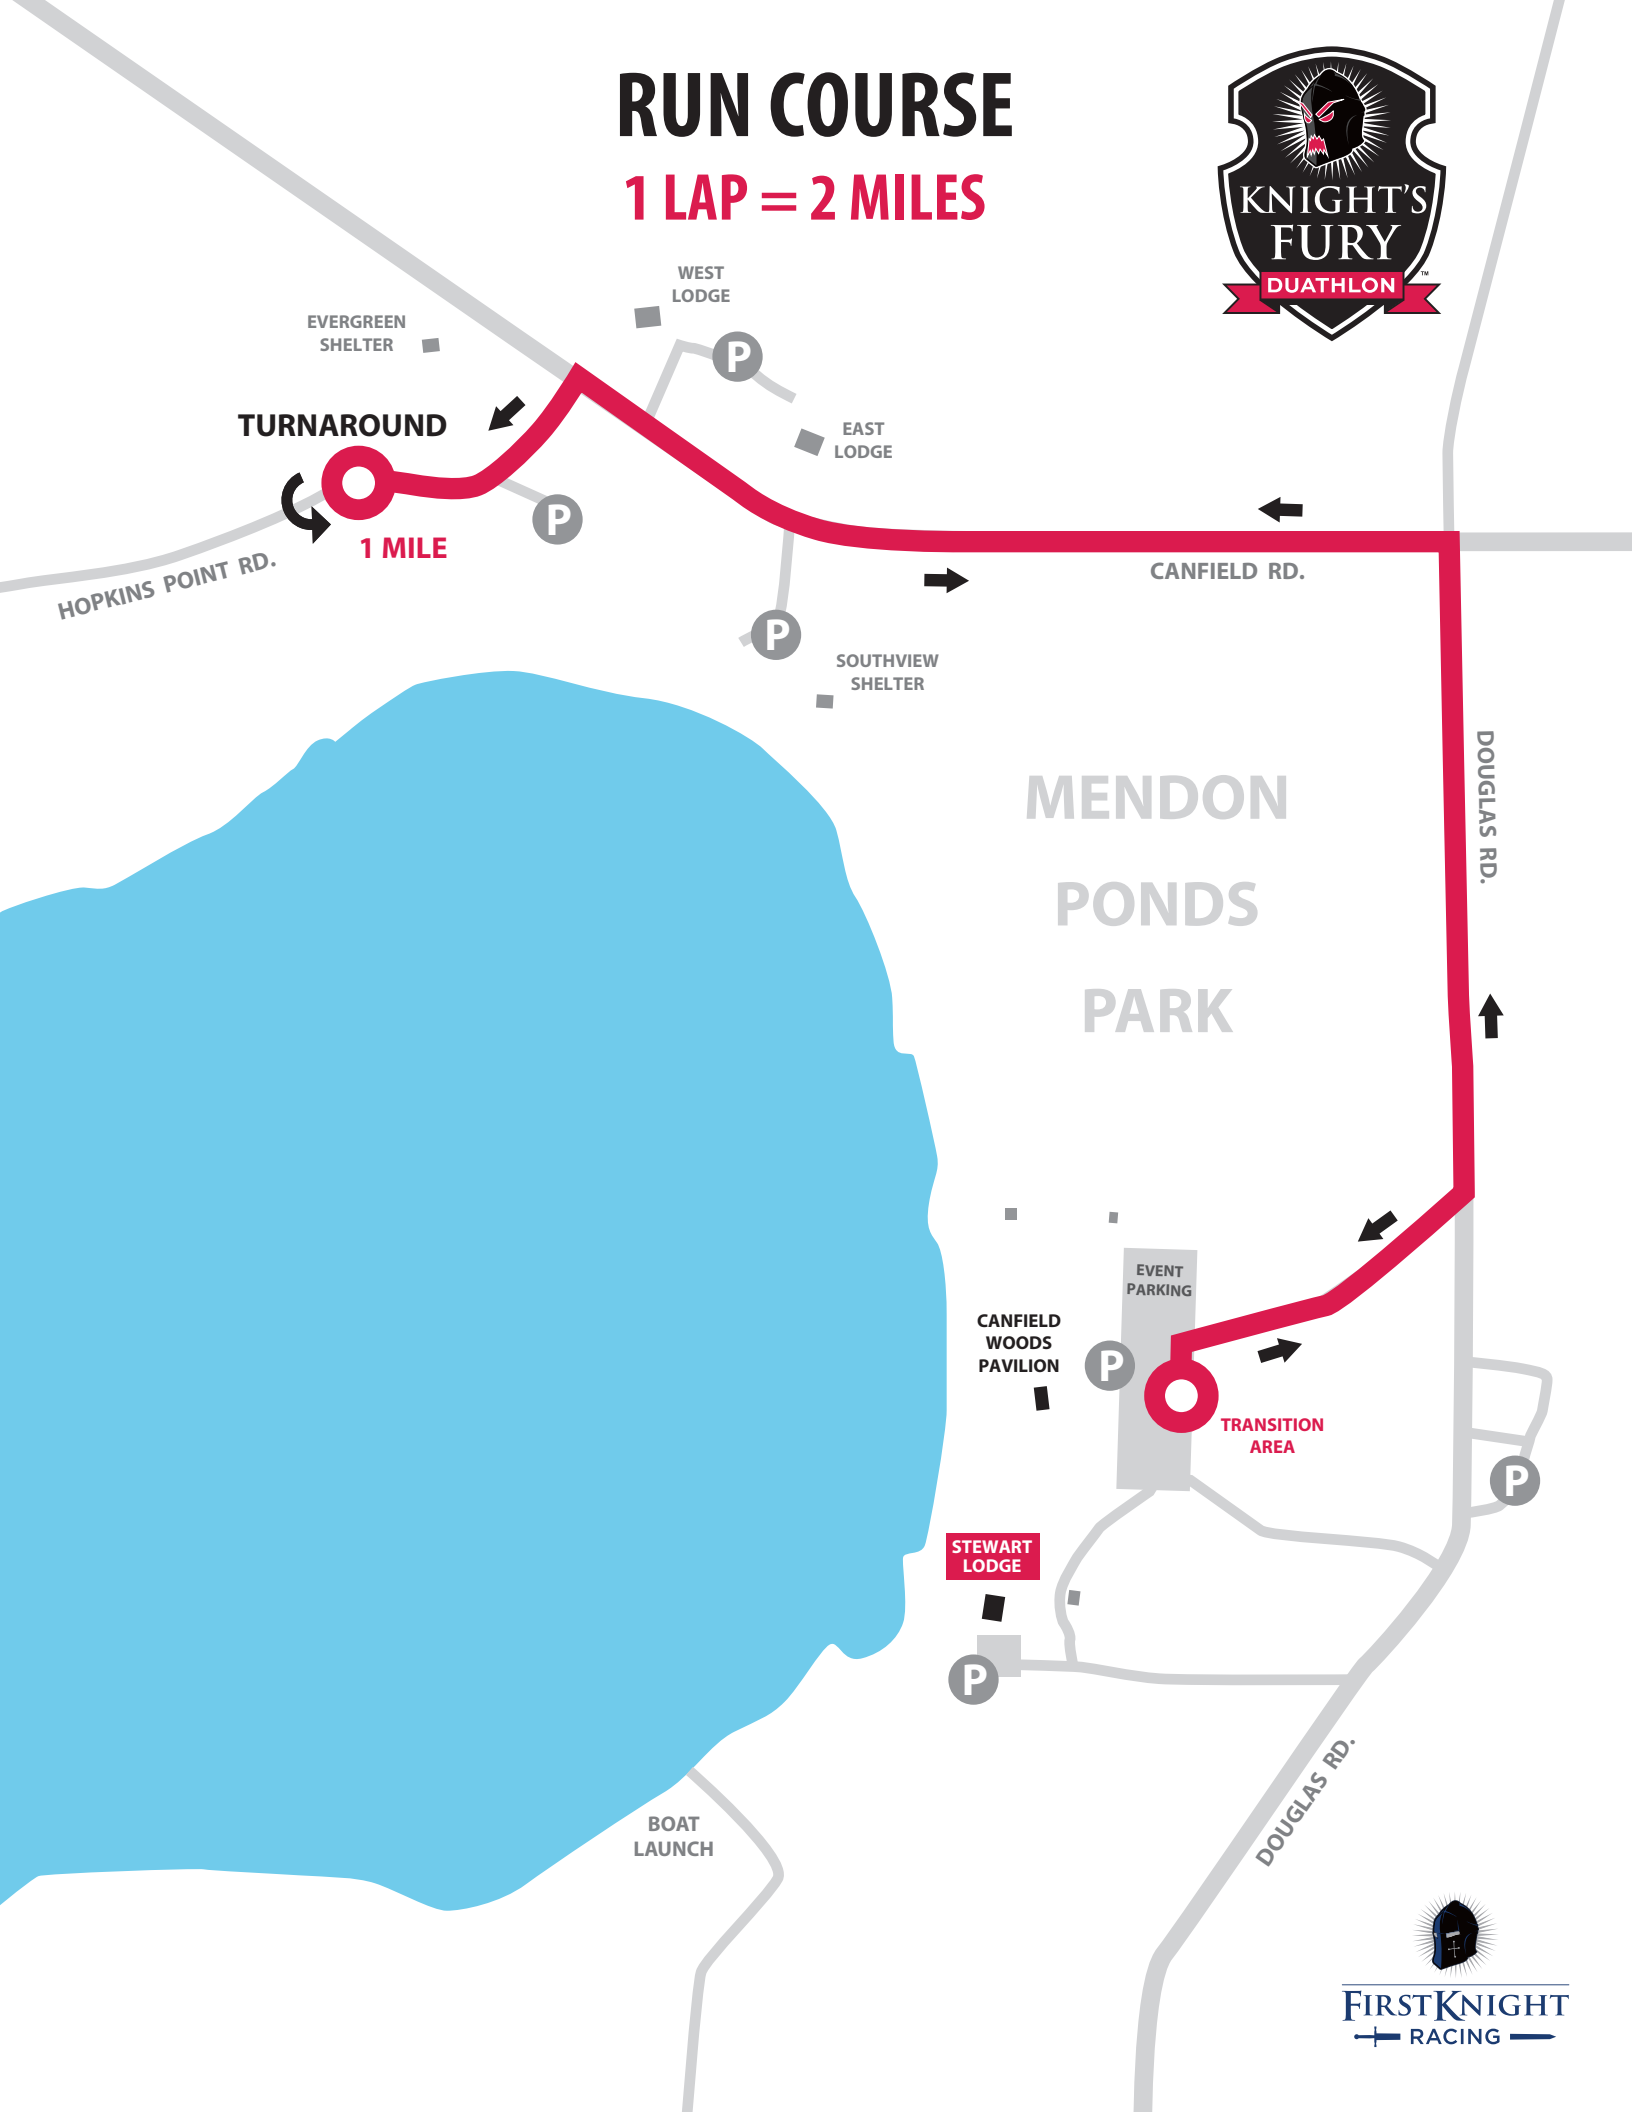 RUN COURSE
1 LAP = 2 MILES
KNIGHT'S
FURY
DUATHLON
™
WEST
LODGE
EVERGREEN
SHELTER
P
TURNAROUND
EAST
LODGE
P
1 MILE
HOPKINS POINT RD.
CANFIELD RD.
P
SOUTHVIEW
SHELTER
DOUGLAS RD.
MENDON
PONDS
PARK
EVENT
PARKING
CANFIELD
WOODS
PAVILION
P
TRANSITION
AREA
P
STEWART
LODGE
P
DOUGLAS RD.
BOAT
LAUNCH
FIRSTKNIGHT
RACING